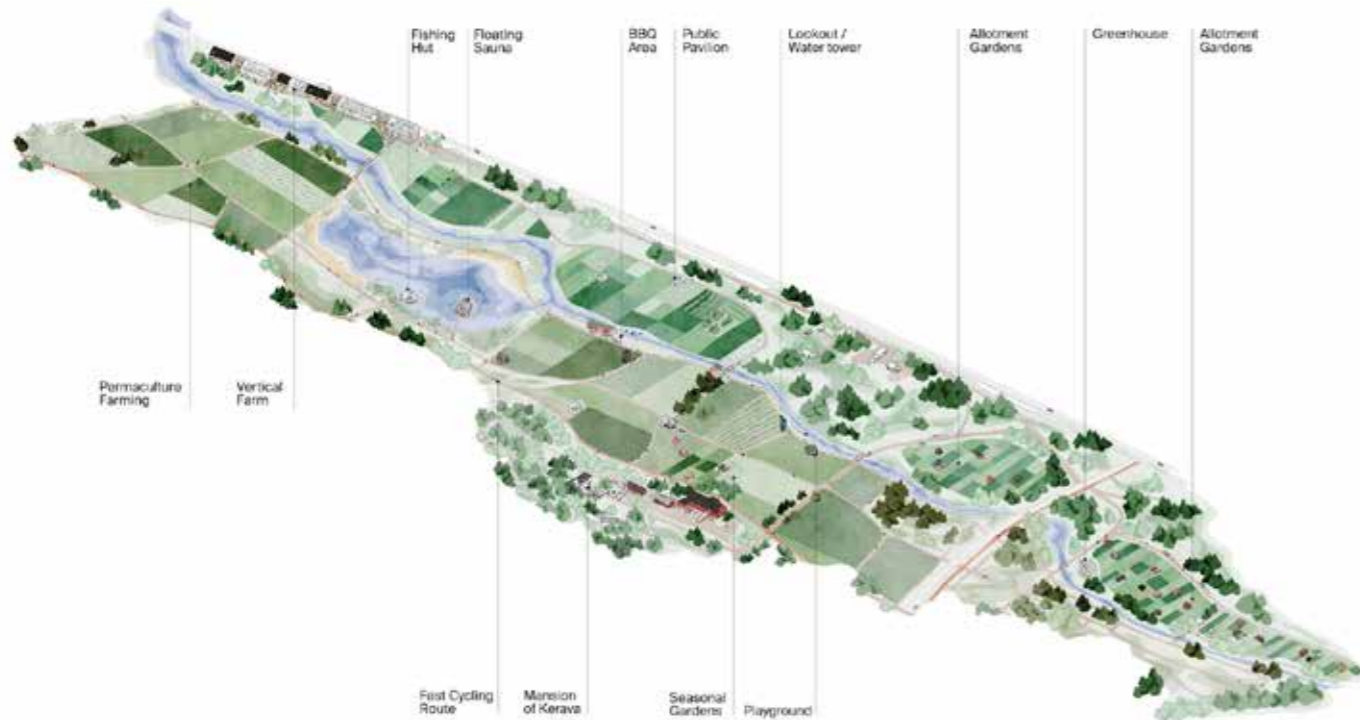 Fishing
Hut
Floating
Sauna
BBQ
Area
Public
Pavilion
Lookout /
Water tower
Allotment
Gardens
Greenhouse
Allotment
Gardens
Permaculture
Farming
Vertical
Farm
Fast Cycling
Route
Mansion
of Kerava
Seasonal
Gardens
Playground